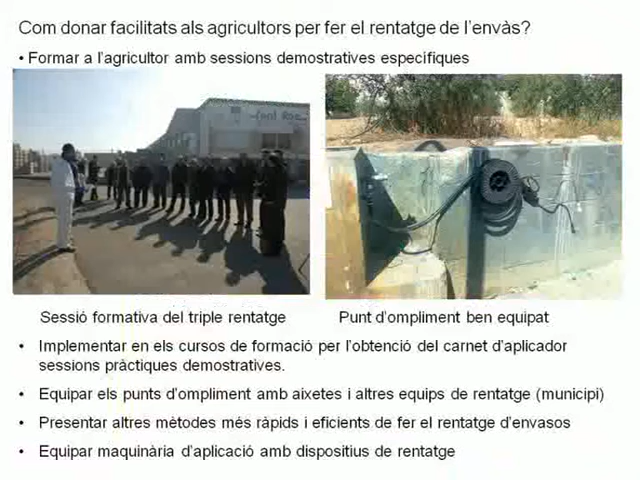 Com donar facilitats als agricultors per fer el rentatge de l'envàs?
• Formar a l'agricultor amb sessions demostratives específiques
Sessió formativa del triple rentatge
Punt d'ompliment ben equipat
• Implementar en els cursos de formació per l'obtenció del carnet d'aplicador
sessions pràctiques demostratives.
• Equipar els punts d'ompliment amb aixetes i altres equips de rentatge (municipi)
• Presentar altres mètodes més ràpids i eficients de fer el rentatge d'envasos
• Equipar maquinària d'aplicació amb dispositius de rentatge